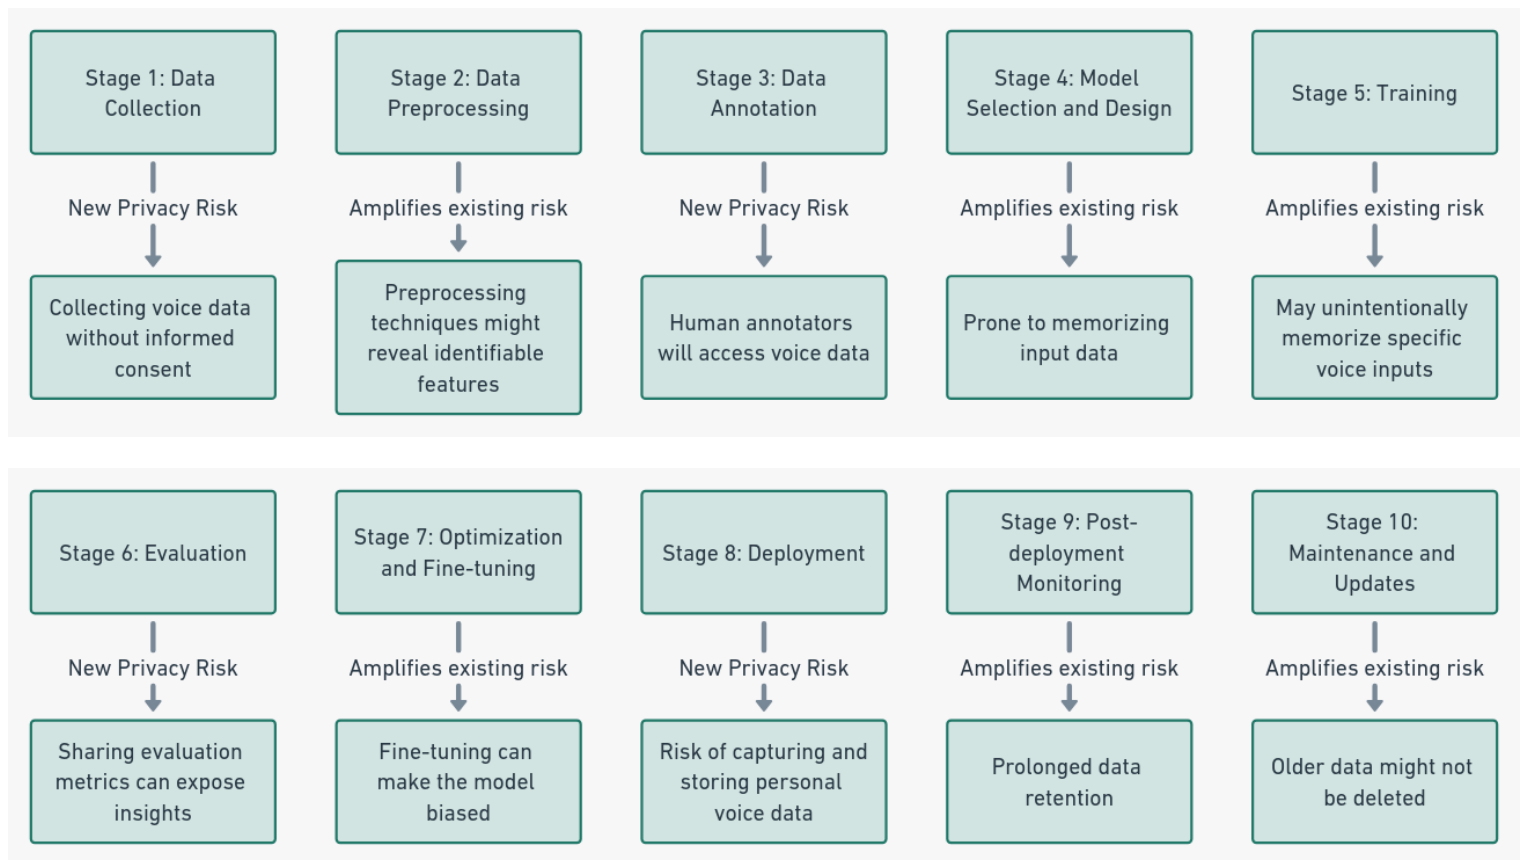 Stage 1: Data
Collection
Stage 2: Data
Preprocessing
Stage 3: Data
Annotation
Stage 4: Model
Selection and Design
Stage 5: Training
New Privacy Risk
Amplifies existing risk
New Privacy Risk
Amplifies existing risk
Amplifies existing risk
Collecting voice data
without informed
consent
Preprocessing
techniques might
reveal identifiable
features
Human annotators
will access voice data
Prone to memorizing
input data
May unintentionally
memorize specific
voice inputs
Stage 6: Evaluation
Stage 7: Optimization
and Fine-tuning
Stage 8: Deployment
Stage 9: Post-
deployment
Monitoring
Stage 10:
Maintenance and
Updates
New Privacy Risk
Amplifies existing risk
New Privacy Risk
Amplifies existing risk
Amplifies existing risk
Sharing evaluation
metrics can expose
insights
Fine-tuning can
make the model
biased
Risk of capturing and
storing personal
voice data
Prolonged data
retention
Older data might not
be deleted